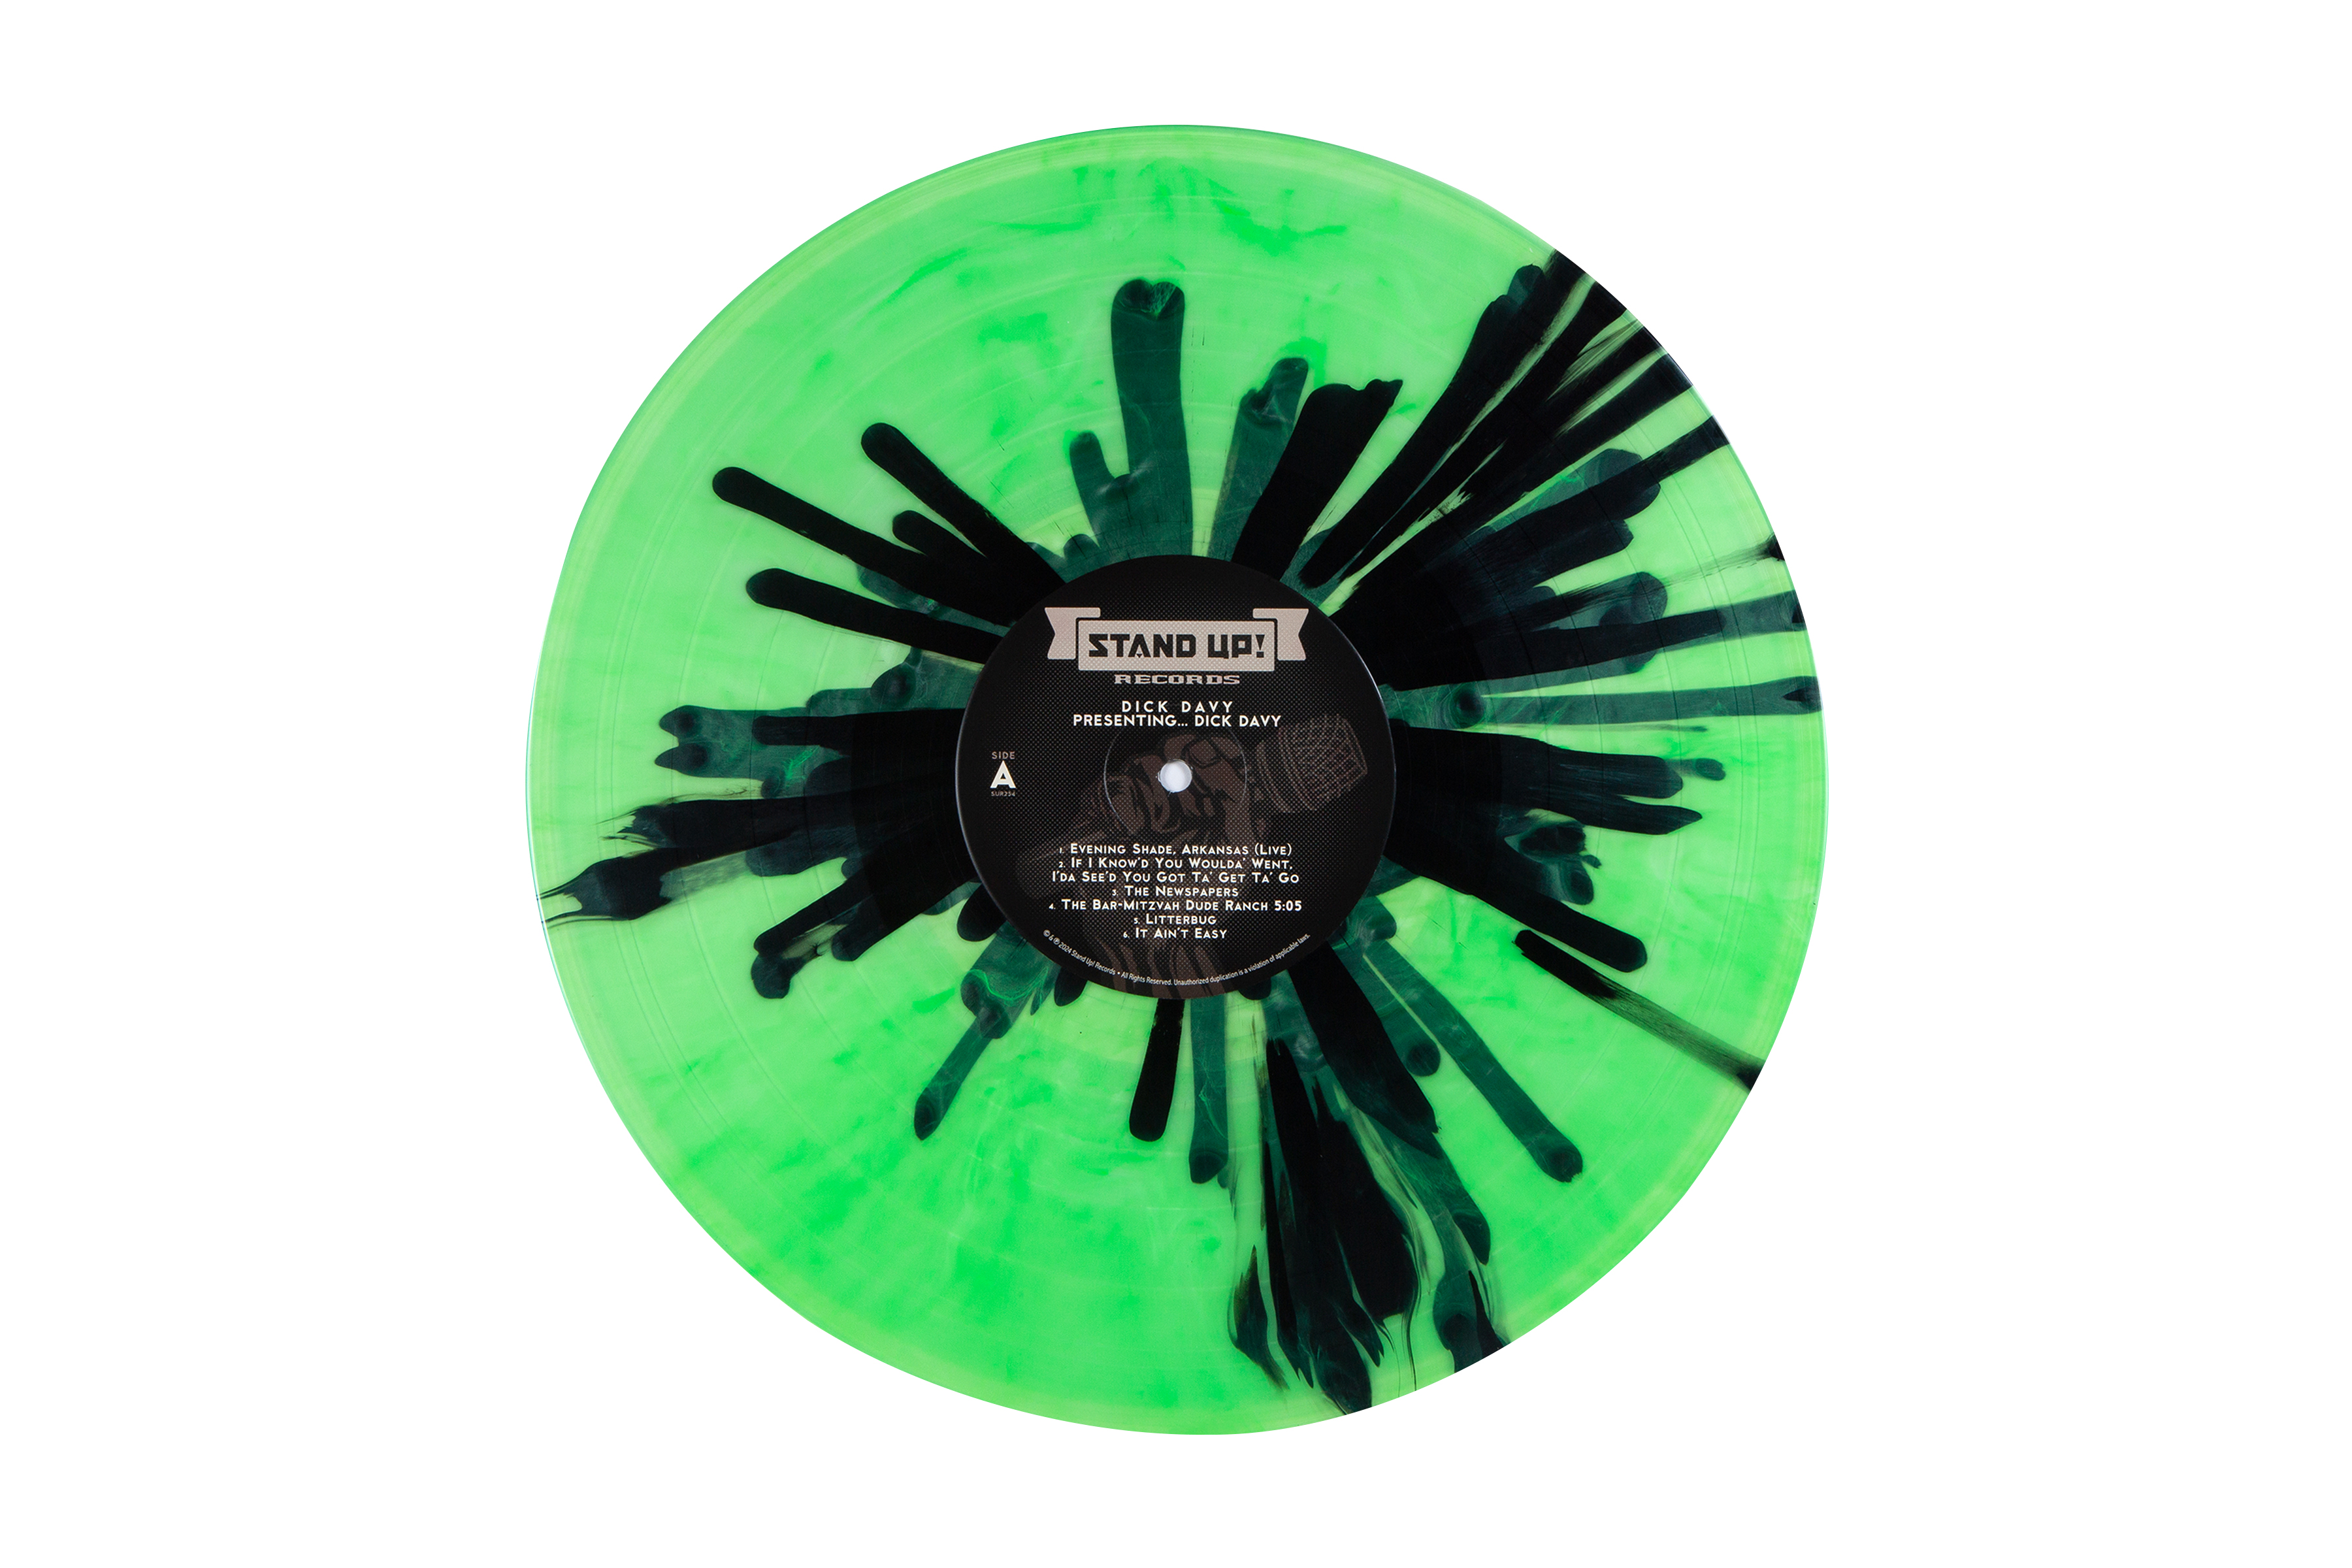 STAND UP!
RECORDS
DICK DAVY
PRESENTING... DICK DAVY
SIDE
A
SUR254
1. Evening Shade, Arkansas (Live)
2. If I Know'd You Woulda' Went,
I'da See'd You Got Ta' Get Ta' Go
3. The Newspapers
4. The Bar-Mitzvah Dude Ranch 5:05
5. Litterbug
6. It Ain't Easy
© & ℗ 2024 Stand Up! Records • All Rights Reserved. Unauthorized duplication is a violation of applicable laws.